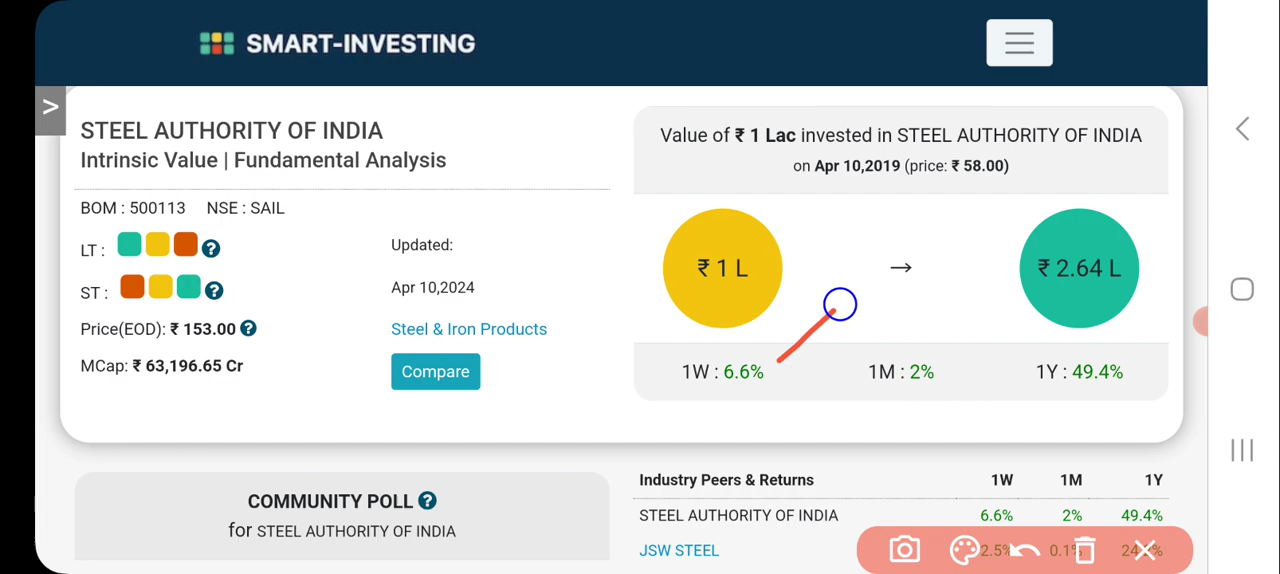 SMART-INVESTING
>
STEEL AUTHORITY OF INDIA
Intrinsic Value | Fundamental Analysis
BOM : 500113 NSE : SAIL
LT : ?
Updated:
ST : ?
Apr 10,2024
Price(EOD): ₹ 153.00 ?
Steel & Iron Products
MCap: ₹ 63,196.65 Cr
Compare
Value of ₹ 1 Lac invested in STEEL AUTHORITY OF INDIA
on Apr 10,2019 (price: ₹ 58.00)
₹ 1 L → ₹ 2.64 L
1W : 6.6% 1M : 2% 1Y : 49.4%
COMMUNITY POLL ?
for STEEL AUTHORITY OF INDIA
Industry Peers & Returns 1W 1M 1Y
STEEL AUTHORITY OF INDIA 6.6% 2% 49.4%
JSW STEEL 2.5% 0.1%